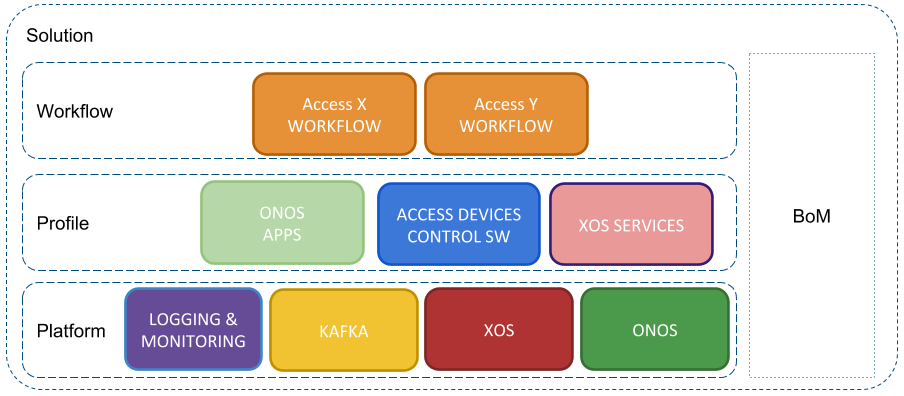 Solution
Workflow
Access X
WORKFLOW
Access Y
WORKFLOW
Profile
ONOS
APPS
ACCESS DEVICES
CONTROL SW
XOS SERVICES
BoM
Platform
LOGGING &
MONITORING
KAFKA
XOS
ONOS